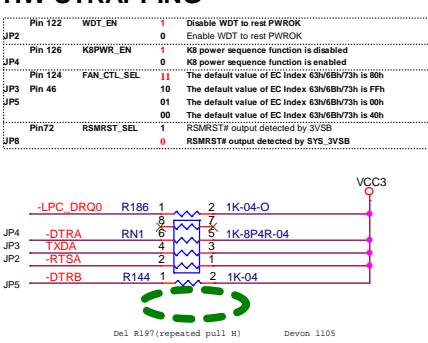 Pin 122 WDT_EN 1 Disable WDT to rest PWROK
JP2 0 Enable WDT to rest PWROK
Pin 126 K8PWR_EN 1 K8 power sequence function is disabled
JP4 0 K8 power sequence function is enabled
Pin 124 FAN_CTL_SEL 11 The default value of EC Index 63h/6Bh/73h is 80h
JP3 Pin 46 10 The default value of EC Index 63h/6Bh/73h is FFh
JP5 01 The default value of EC Index 63h/6Bh/73h is 00h
00 The default value of EC Index 63h/6Bh/73h is 40h
Pin72 RSMRST_SEL 1 RSMRST# output detected by 3VSB
JP8 0 RSMRST# output detected by SYS_3VSB
VCC3
-LPC_DRQ0 R186 1 2 1K-04-O
8 7
JP4 -DTRA RN1 6 5 1K-8P4R-04
JP3 TXDA 4 3
JP2 -RTSA 2 1
JP5 -DTRB R144 1 2 1K-04
Del R197(repeated pull H) Devon 1105